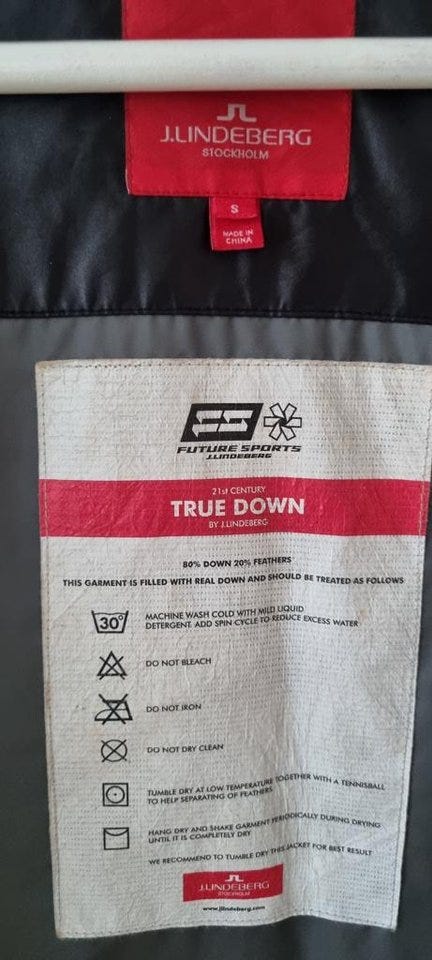 J.LINDEBERG
STOCKHOLM
S
MADE IN
CHINA
FUTURE SPORTS
J.LINDEBERG
21st CENTURY
TRUE DOWN
BY J.LINDEBERG
80% DOWN 20% FEATHERS
THIS GARMENT IS FILLED WITH REAL DOWN AND SHOULD BE TREATED AS FOLLOWS
30°
MACHINE WASH COLD WITH MILD LIQUID
DETERGENT. ADD SPIN CYCLE TO REDUCE EXCESS WATER
DO NOT BLEACH
DO NOT IRON
DO NOT DRY CLEAN
TUMBLE DRY AT LOW TEMPERATURE TOGETHER WITH A TENNISBALL
TO HELP SEPARATING OF FEATHERS
HANG DRY AND SHAKE GARMENT PERIODICALLY DURING DRYING
UNTIL IT IS COMPLETELY DRY
WE RECOMMEND TO TUMBLE DRY THIS JACKET FOR BEST RESULT
J.LINDEBERG
STOCKHOLM
www.jlindeberg.com